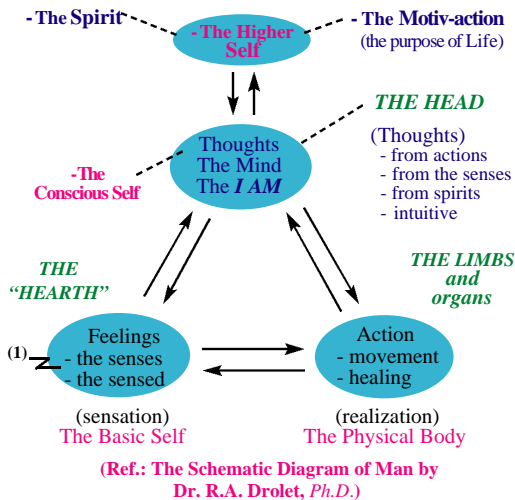 - The Spirit
- The Higher
Self
- The Motiv-action
(the purpose of Life)
THE HEAD
Thoughts
The Mind
The I AM
(Thoughts)
- from actions
- from the senses
- from spirits
- intuitive
-The
Conscious Self
THE
“HEARTH”
THE LIMBS
and
organs
(1)
Feelings
- the senses
- the sensed
Action
- movement
- healing
(sensation)
The Basic Self
(realization)
The Physical Body
(Ref.: The Schematic Diagram of Man by
Dr. R.A. Drolet, Ph.D.)